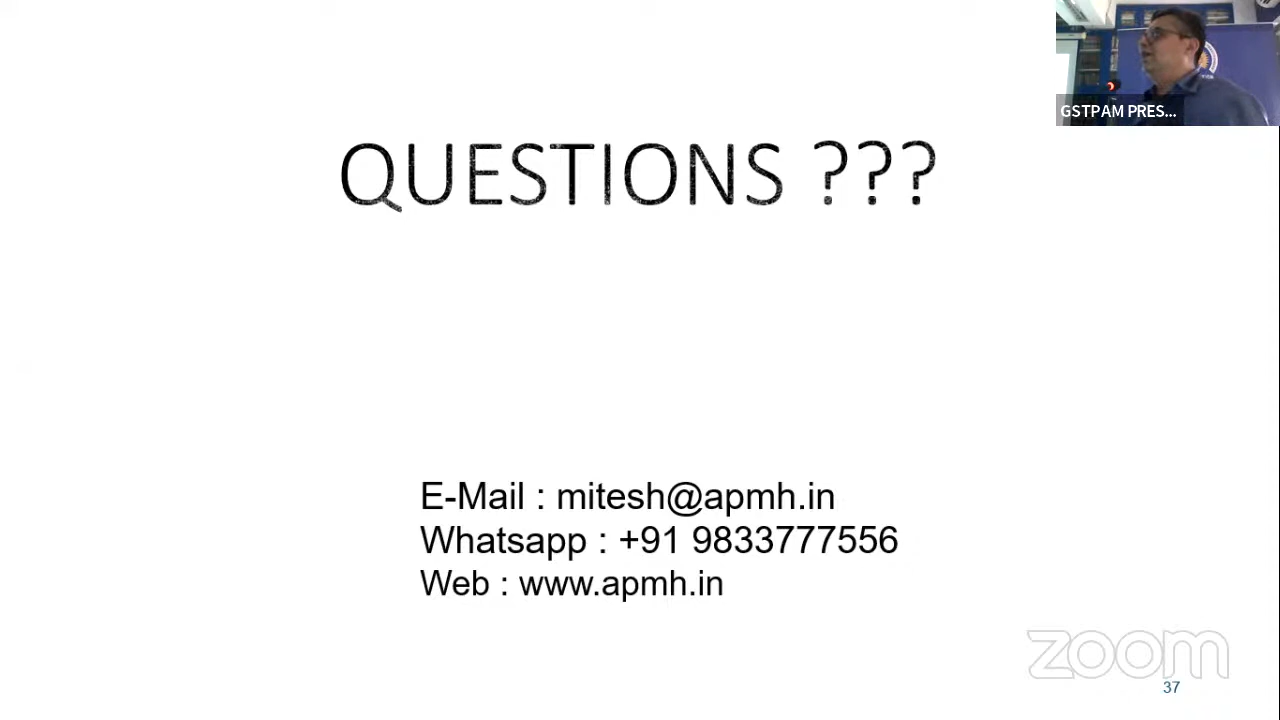 GSTPAM PRES...
QUESTIONS ???
E-Mail : mitesh@apmh.in
Whatsapp : +91 9833777556
Web : www.apmh.in
zoom
37